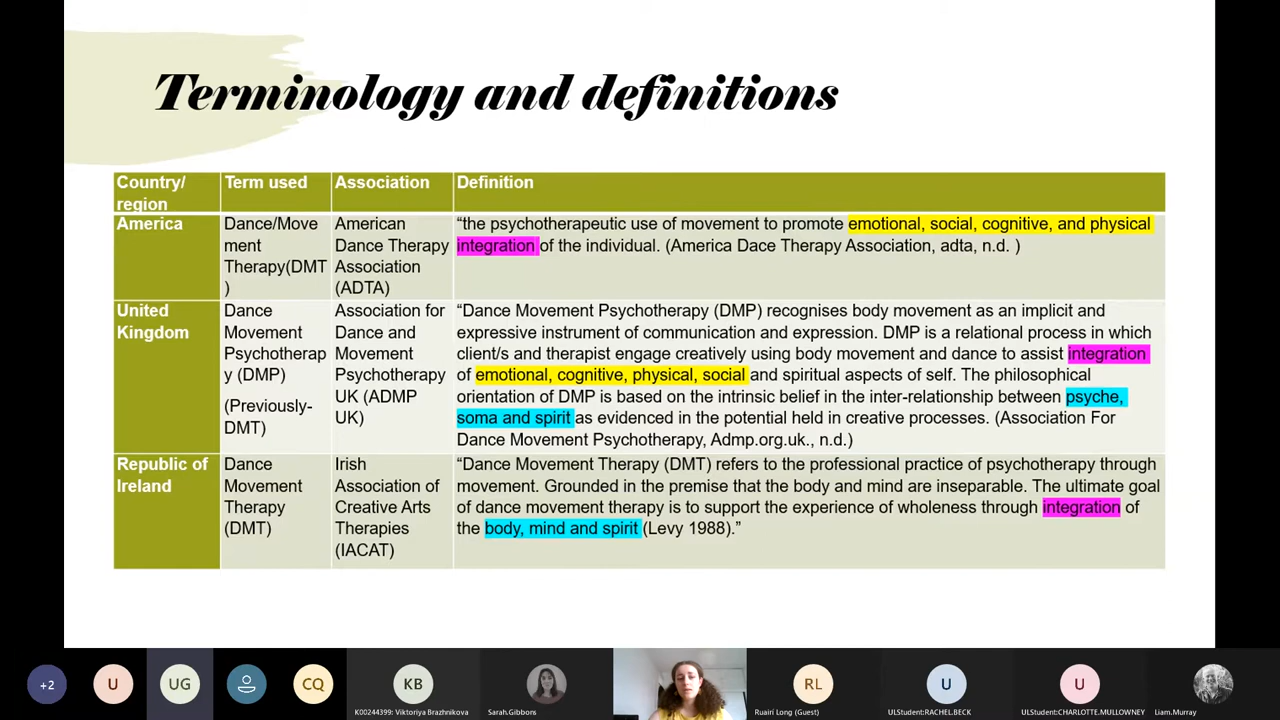 Terminology and definitions
Country/
region
Term used
Association
Definition
America
Dance/Move
ment
Therapy(DMT
)
American
Dance Therapy
Association
(ADTA)
“the psychotherapeutic use of movement to promote emotional, social, cognitive, and physical
integration of the individual. (America Dace Therapy Association, adta, n.d. )
United
Kingdom
Dance
Movement
Psychotherap
y (DMP)
(Previously-
DMT)
Association for
Dance and
Movement
Psychotherapy
UK (ADMP
UK)
“Dance Movement Psychotherapy (DMP) recognises body movement as an implicit and
expressive instrument of communication and expression. DMP is a relational process in which
client/s and therapist engage creatively using body movement and dance to assist integration
of emotional, cognitive, physical, social and spiritual aspects of self. The philosophical
orientation of DMP is based on the intrinsic belief in the inter-relationship between psyche,
soma and spirit as evidenced in the potential held in creative processes. (Association For
Dance Movement Psychotherapy, Admp.org.uk., n.d.)
Republic of
Ireland
Dance
Movement
Therapy
(DMT)
Irish
Association of
Creative Arts
Therapies
(IACAT)
“Dance Movement Therapy (DMT) refers to the professional practice of psychotherapy through
movement. Grounded in the premise that the body and mind are inseparable. The ultimate goal
of dance movement therapy is to support the experience of wholeness through integration of
the body, mind and spirit (Levy 1988).”
+2
U
UG
CQ
KB
RL
U
U
K00244399: Viktoriya Brazhnikova
Sarah.Gibbons
Ruairí Long (Guest)
ULStudent:RACHEL.BECK
ULStudent:CHARLOTTE.MULLOWNEY
Liam.Murray